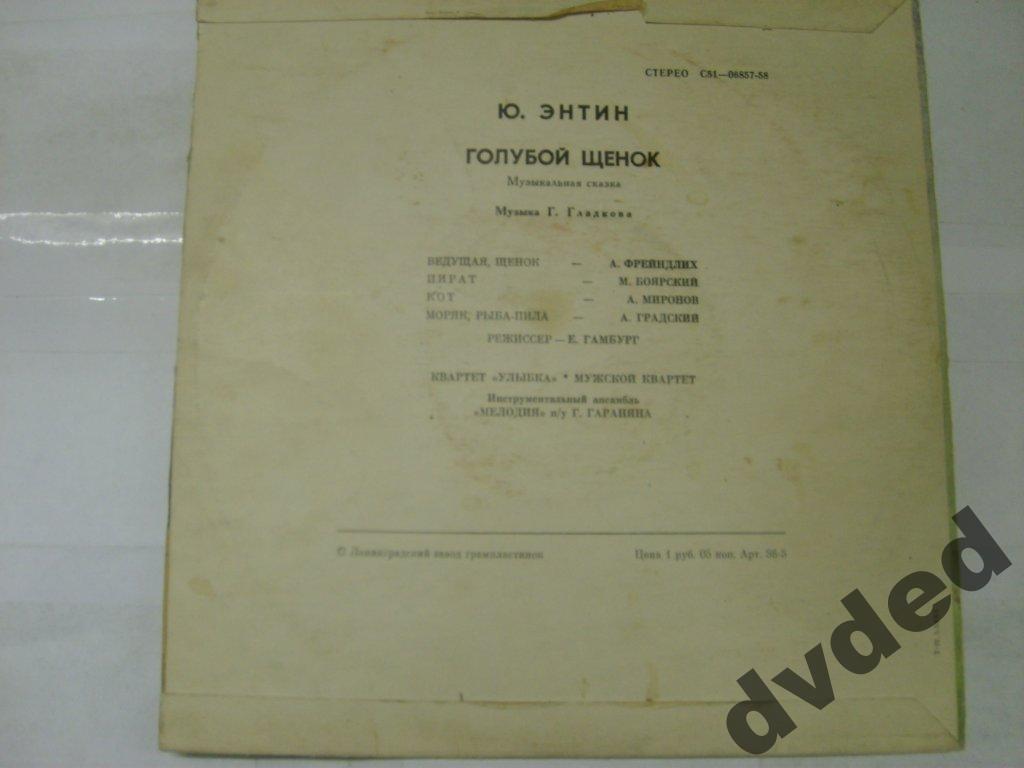 СТЕРЕО С51—06857-58
Ю. ЭНТИН
ГОЛУБОЙ ЩЕНОК
Музыкальная сказка
Музыка Г. Гладкова
ВЕДУЩАЯ, ЩЕНОК — А. ФРЕЙНДЛИХ
ПИРАТ — М. БОЯРСКИЙ
КОТ — А. МИРОНОВ
МОРЯК, РЫБА-ПИЛА — А. ГРАДСКИЙ
РЕЖИССЕР — Е. ГАМБУРГ
КВАРТЕТ «УЛЫБКА» * МУЖСКОЙ КВАРТЕТ
Инструментальный ансамбль
«МЕЛОДИЯ» п/у Г. ГАРАНЯНА
© Ленинградский завод грампластинок Цена 1 руб. 05 коп. Арт. 36-5
dvded